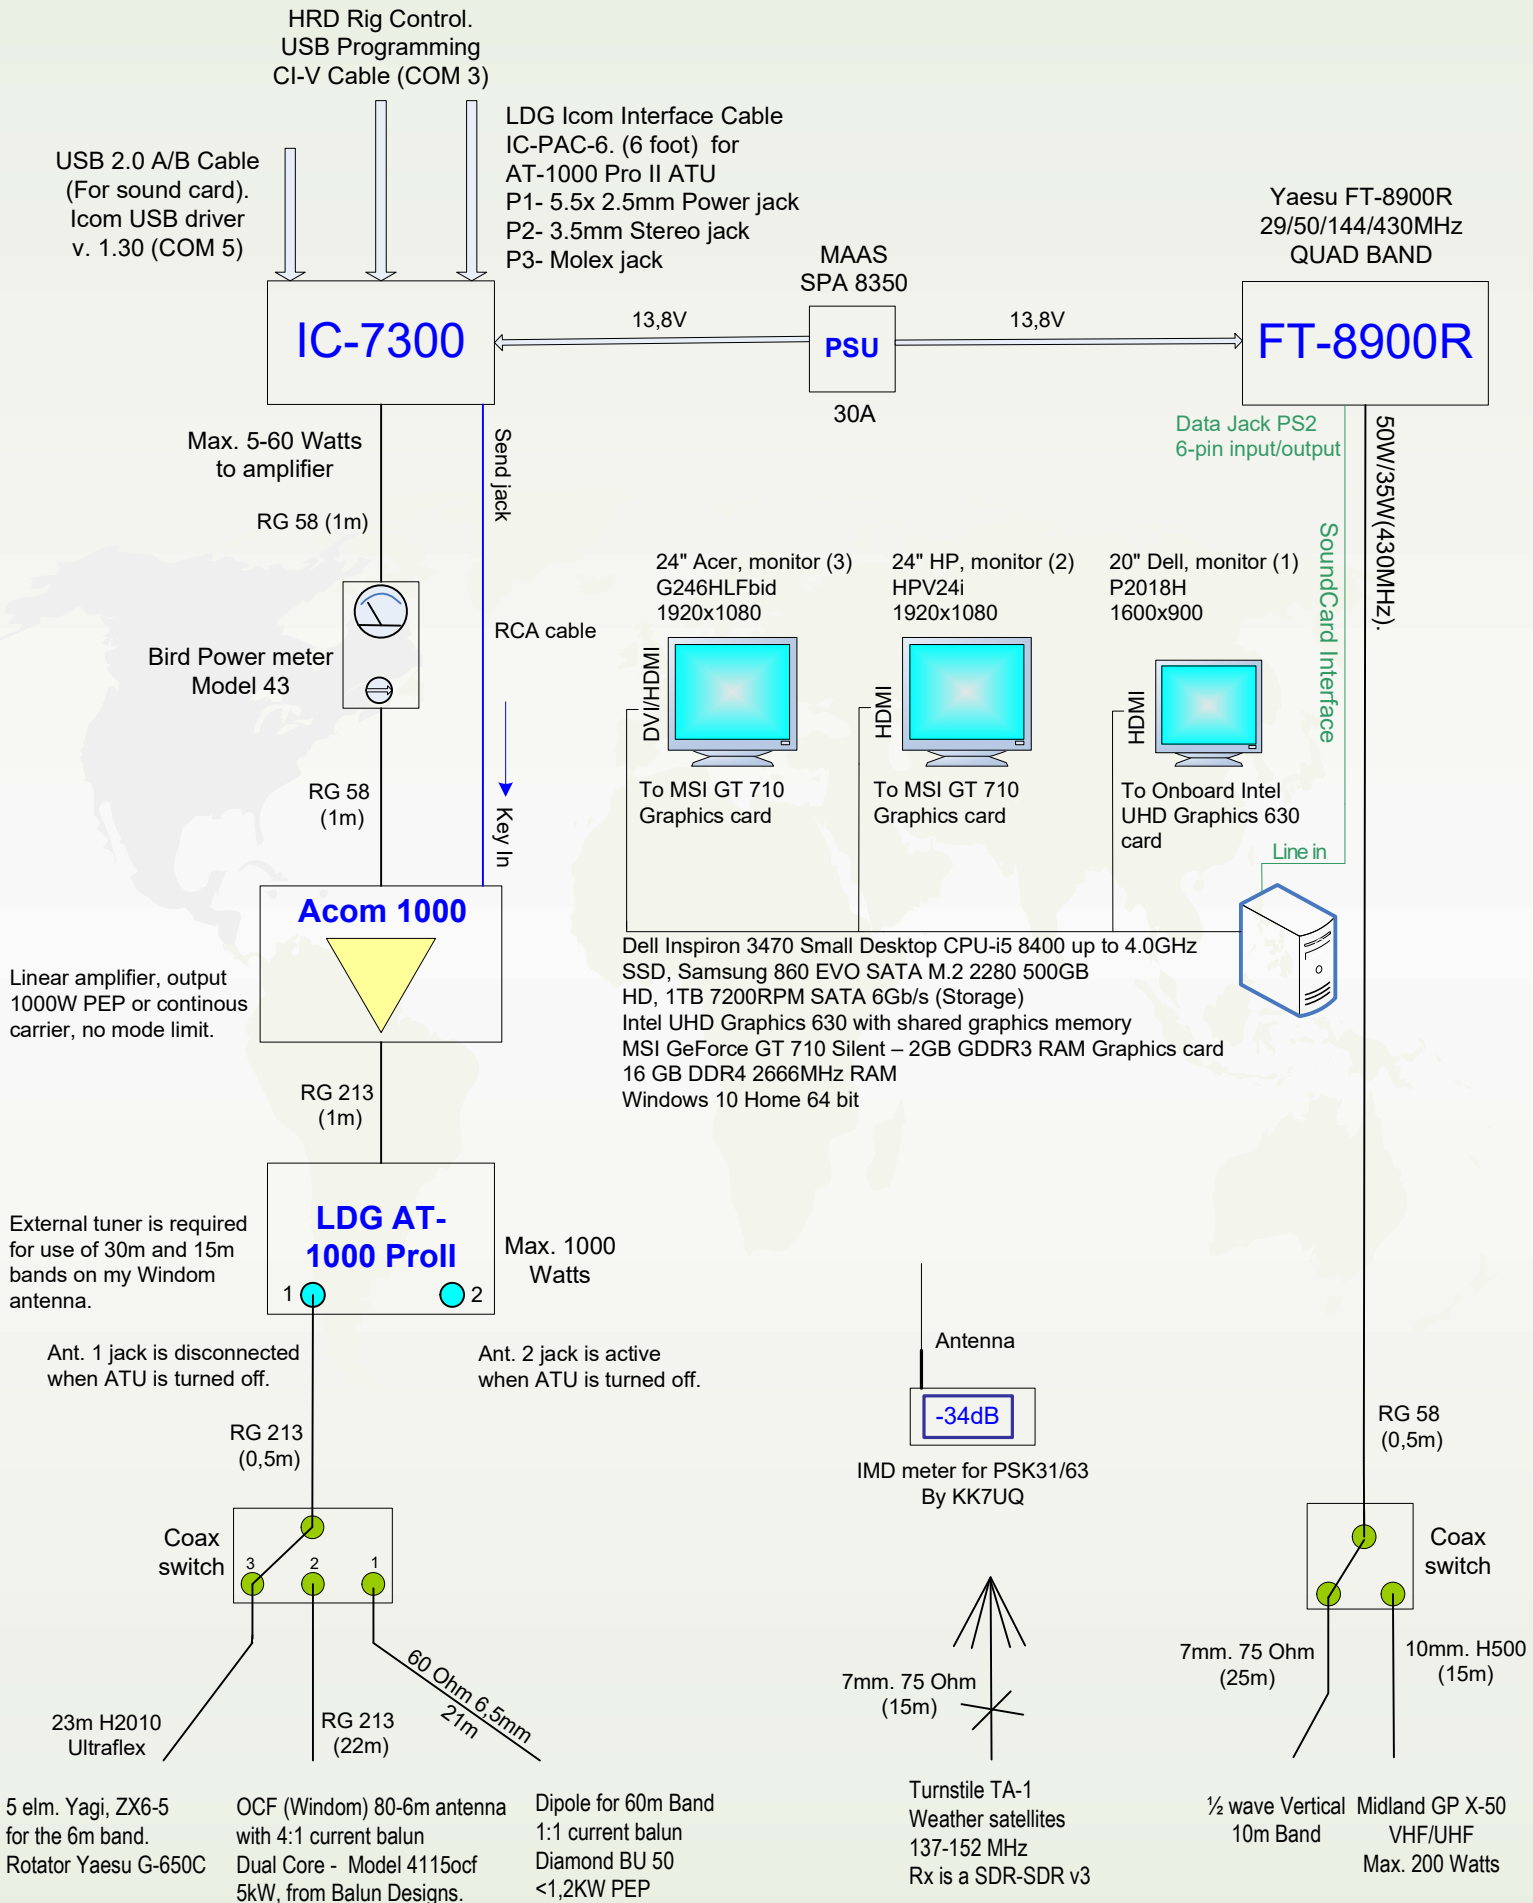 HRD Rig Control.
USB Programming
CI-V Cable (COM 3)
USB 2.0 A/B Cable
(For sound card).
Icom USB driver
v. 1.30 (COM 5)
LDG Icom Interface Cable
IC-PAC-6. (6 foot) for
AT-1000 Pro II ATU
P1- 5.5x 2.5mm Power jack
P2- 3.5mm Stereo jack
P3- Molex jack
MAAS
SPA 8350
Yaesu FT-8900R
29/50/144/430MHz
QUAD BAND
IC-7300
13,8V
PSU
13,8V
FT-8900R
30A
Max. 5-60 Watts
to amplifier
Send jack
Data Jack PS2
6-pin input/output
50W/35W(430MHz).
RG 58 (1m)
SoundCard Interface
24" Acer, monitor (3)
G246HLFbid
1920x1080
24" HP, monitor (2)
HPV24i
1920x1080
20" Dell, monitor (1)
P2018H
1600x900
RCA cable
Bird Power meter
Model 43
DVI/HDMI
HDMI
HDMI
To MSI GT 710
Graphics card
To MSI GT 710
Graphics card
To Onboard Intel
UHD Graphics 630
card
RG 58
(1m)
Key In
Line in
Acom 1000
Linear amplifier, output
1000W PEP or continous
carrier, no mode limit.
Dell Inspiron 3470 Small Desktop CPU-i5 8400 up to 4.0GHz
SSD, Samsung 860 EVO SATA M.2 2280 500GB
HD, 1TB 7200RPM SATA 6Gb/s (Storage)
Intel UHD Graphics 630 with shared graphics memory
MSI GeForce GT 710 Silent – 2GB GDDR3 RAM Graphics card
16 GB DDR4 2666MHz RAM
Windows 10 Home 64 bit
RG 213
(1m)
External tuner is required
for use of 30m and 15m
bands on my Windom
antenna.
LDG AT-
1000 ProII
1
2
Max. 1000
Watts
Ant. 1 jack is disconnected
when ATU is turned off.
Ant. 2 jack is active
when ATU is turned off.
Antenna
-34dB
IMD meter for PSK31/63
By KK7UQ
RG 213
(0,5m)
RG 58
(0,5m)
Coax
switch
3
2
1
Coax
switch
60 Ohm 6,5mm
21m
7mm. 75 Ohm
(15m)
7mm. 75 Ohm
(25m)
10mm. H500
(15m)
23m H2010
Ultraflex
RG 213
(22m)
5 elm. Yagi, ZX6-5
for the 6m band.
Rotator Yaesu G-650C
OCF (Windom) 80-6m antenna
with 4:1 current balun
Dual Core - Model 4115ocf
5kW, from Balun Designs.
Dipole for 60m Band
1:1 current balun
Diamond BU 50
<1,2KW PEP
Turnstile TA-1
Weather satellites
137-152 MHz
Rx is a SDR-SDR v3
½ wave Vertical
10m Band
Midland GP X-50
VHF/UHF
Max. 200 Watts